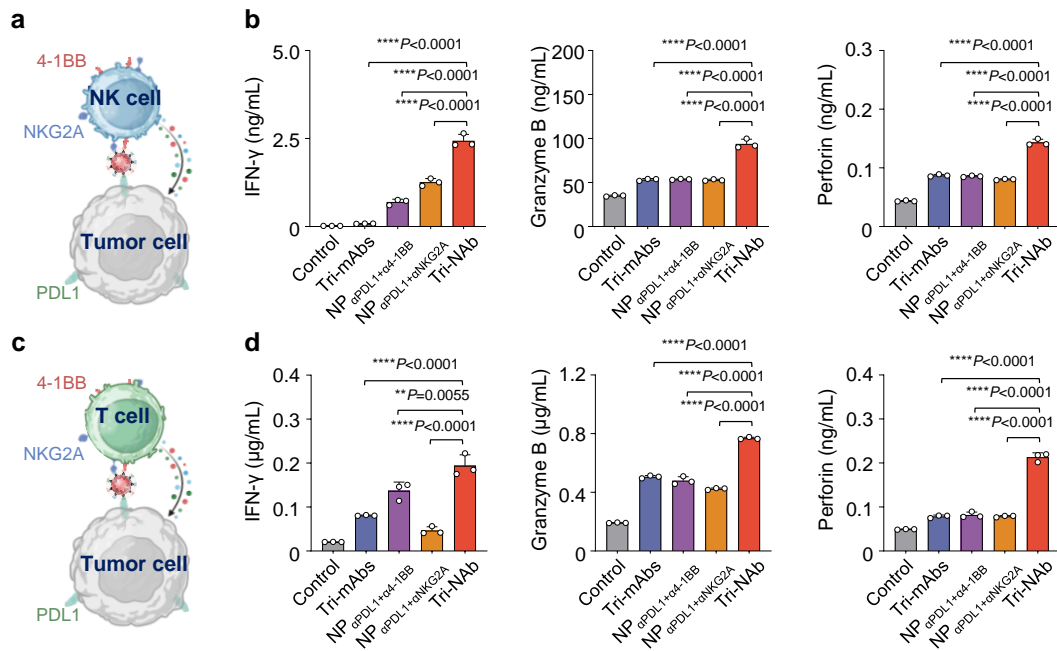 a
4-1BB
NK cell
NKG2A
Tumor cell
PDL1
b
IFN-γ (ng/mL)
5.0
2.5
0
****P<0.0001
****P<0.0001
****P<0.0001
Control
Tri-mAbs
NP αPDL1+α4-1BB
NP αPDL1+αNKG2A
Tri-NAb
Granzyme B (ng/mL)
200
150
100
50
0
****P<0.0001
****P<0.0001
****P<0.0001
Control
Tri-mAbs
NP αPDL1+α4-1BB
NP αPDL1+αNKG2A
Tri-NAb
Perforin (ng/mL)
0.3
0.2
0.1
0
****P<0.0001
****P<0.0001
****P<0.0001
Control
Tri-mAbs
NP αPDL1+α4-1BB
NP αPDL1+αNKG2A
Tri-NAb
c
4-1BB
T cell
NKG2A
Tumor cell
PDL1
d
IFN-γ (μg/mL)
0.4
0.3
0.2
0.1
0
****P<0.0001
**P=0.0055
****P<0.0001
Control
Tri-mAbs
NP αPDL1+α4-1BB
NP αPDL1+αNKG2A
Tri-NAb
Granzyme B (μg/mL)
1.2
0.8
0.4
0
****P<0.0001
****P<0.0001
****P<0.0001
Control
Tri-mAbs
NP αPDL1+α4-1BB
NP αPDL1+αNKG2A
Tri-NAb
Perforin (ng/mL)
0.4
0.3
0.2
0.1
0
****P<0.0001
****P<0.0001
****P<0.0001
Control
Tri-mAbs
NP αPDL1+α4-1BB
NP αPDL1+αNKG2A
Tri-NAb